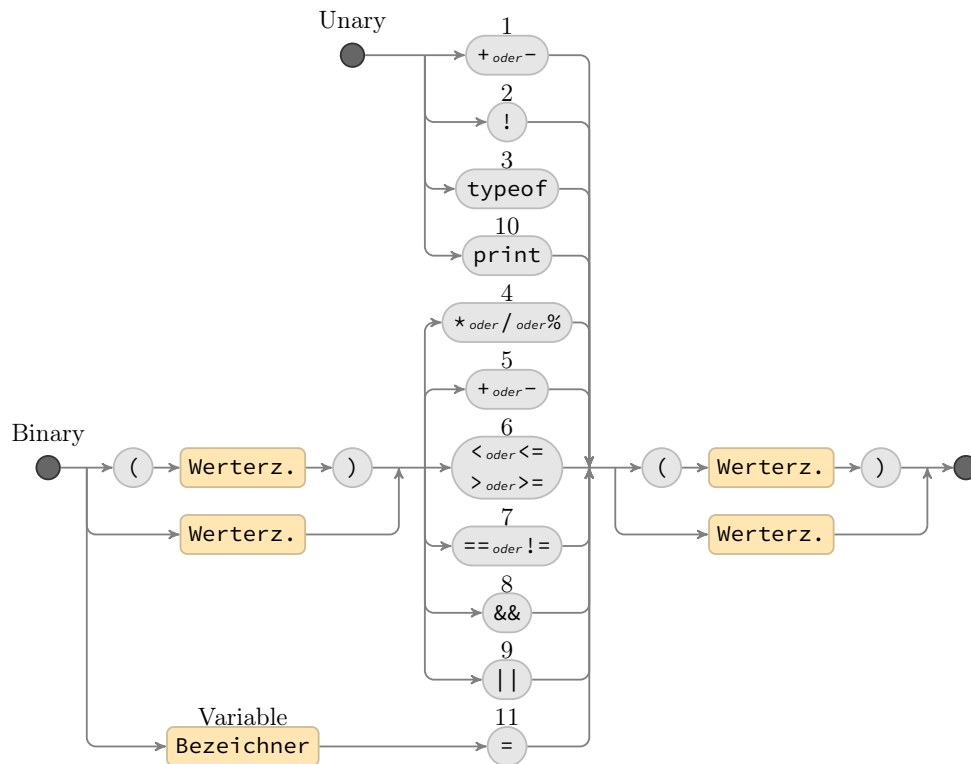 Unary
1
+ oder -
2
!
3
typeof
10
print
4
* oder / oder %
5
+ oder -
Binary
6
( Werterz. ) < oder <= ( Werterz. )
> oder >=
7
Werterz. == oder != Werterz.
8
&&
9
||
Variable 11
Bezeichner =